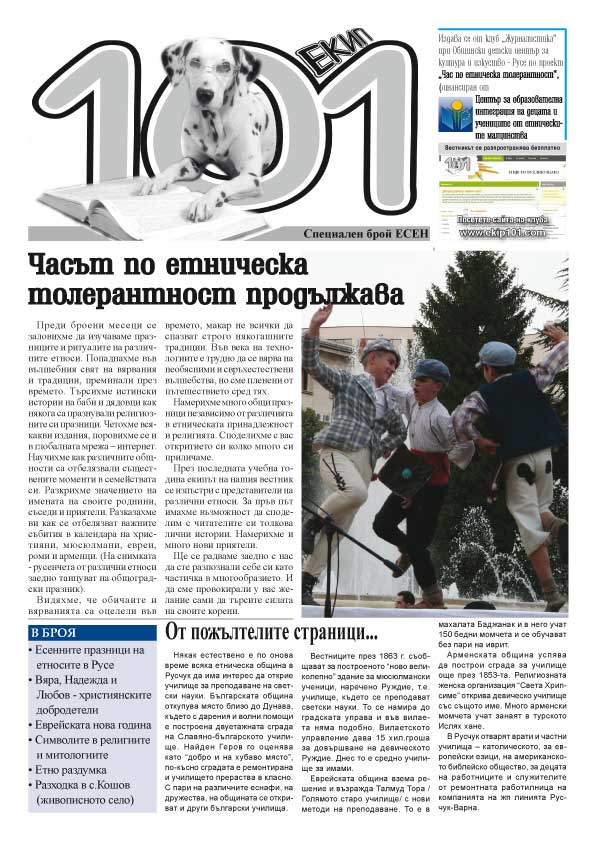 101
ЕКИП
Специален брой ЕСЕН
Издава се от клуб „Журналистика"
при Общински детски център за
култура и изкуство - Русе по проект
„Час по етническа толерантност",
финансиран от
Център за образователна
интеграция на децата и
учениците от етнически-
те малцинства
Вестникът се разпространява безплатно
Посетете сайта на клуба
www.ekip101.com
Часът по етническа
толерантност продължава
Преди броени месеци се
заловихме да изучаваме праз-
ниците и ритуалите на различ-
ните етноси. Попаднахме във
вълшебния свят на вярвания
и традиции, преминали през
времето. Търсихме истински
истории на баби и дядовци как
някога са празнували религиоз-
ните си празници. Четохме вся-
какви издания, поровихме се и
в глобалната мрежа – интернет.
Научихме как различните общ-
ности са отбелязвали същест-
вените моменти в семействата
си. Разкрихме значението на
имената на своите роднини,
съседи и приятели. Разказахме
ви как се отбелязат важните
събития в календара на хрис-
тияни, мюсюлмани, евреи,
роми и арменци. (На снимката
- русенчета от различни етноси
заедно танцуват на общоград-
ски празник).
Видяхме, че обичаите и
вярванията са оцелели във
времето, макар не всички да
спазват строго някогашните
традиции. Във века на техно-
логиите е трудно да се вярва на
необясними и свръхестествени
вълшебства, но сме пленени от
пътешествието сред тях.
Намерихме много общи праз-
ници независимо от различията
в етническата принадлежност
и религията. Споделихме с вас
откритието си колко много си
приличаме.
През последната учебна го-
дина екипът на нашия вестник
се изпъстри с представители на
различни етноси. За пръв път
имахме възможност да споде-
лим с читателите си толкова
лични истории. Намерихме и
много нови приятели.
Ще се радваме заедно с нас
да сте разпознали себе си като
частичка в многообразието. И
да сме провокирали у вас же-
лание сами да търсите силата
на своите корени.
В БРОЯ
• Есенните празници на
етносите в Русе
• Вяра, Надежда и
Любов - християнските
добродетели
• Еврейската нова година
• Символите в религиите
и митологиите
• Етно раздумка
• Разходка в с.Кошов
(живописното село)
От пожълтелите страници...
Някак естествено е по онова
време всяка етническа община в
Русчук да има интерес да открие
училище за преподаване на свет-
ски науки. Българската община
откупува място близо до Дунава,
където с дарения и волни помощи
е построена двуетажната сграда
на Славяно-българското учили-
ще. Найден Геров го оценява
като "добро и на хубаво място",
по-късно сградата е ремонтирана
и училището прераства в класно.
С пари на различните еснафи, на
дружества, на общината се откри-
ват и други български училища.
Вестниците през 1863 г. съоб-
щават за построеното "ново вели-
колепно" здание за мюсюлмански
ученици, наречено Руждие, т.е.
училище, където се преподават
светски науки. То се намира до
градската управа и във вилае-
та няма подобно. Вилаетското
управление дава 15 хил.гроша
за довършване на девическото
Руждие. Днес то е средно учили-
ще за имами.
Еврейската община взема ре-
шение и възражда Талмуд Тора /
Голямото старо училище/ с нови
методи на преподаване. То е в
махалата Баджанак и в него учат
150 бедни момчета и се обучават
без пари на иврит.
Арменската община успява
да построи сграда за училище
още през 1853 г. Религиозната
женска организация "Света Хрип-
симе" открива девическо училище
със същото име. Много арменски
момчета учат занаят в турското
Ислях хане.
В Русчук отварят врати и частни
училища – католическото, за ев-
ропейски езици, на американско-
то библейско общество, за децата
на работниците и служителите
от ремонтната работилница на
компанията на жп линията Рус-
чук-Варна.